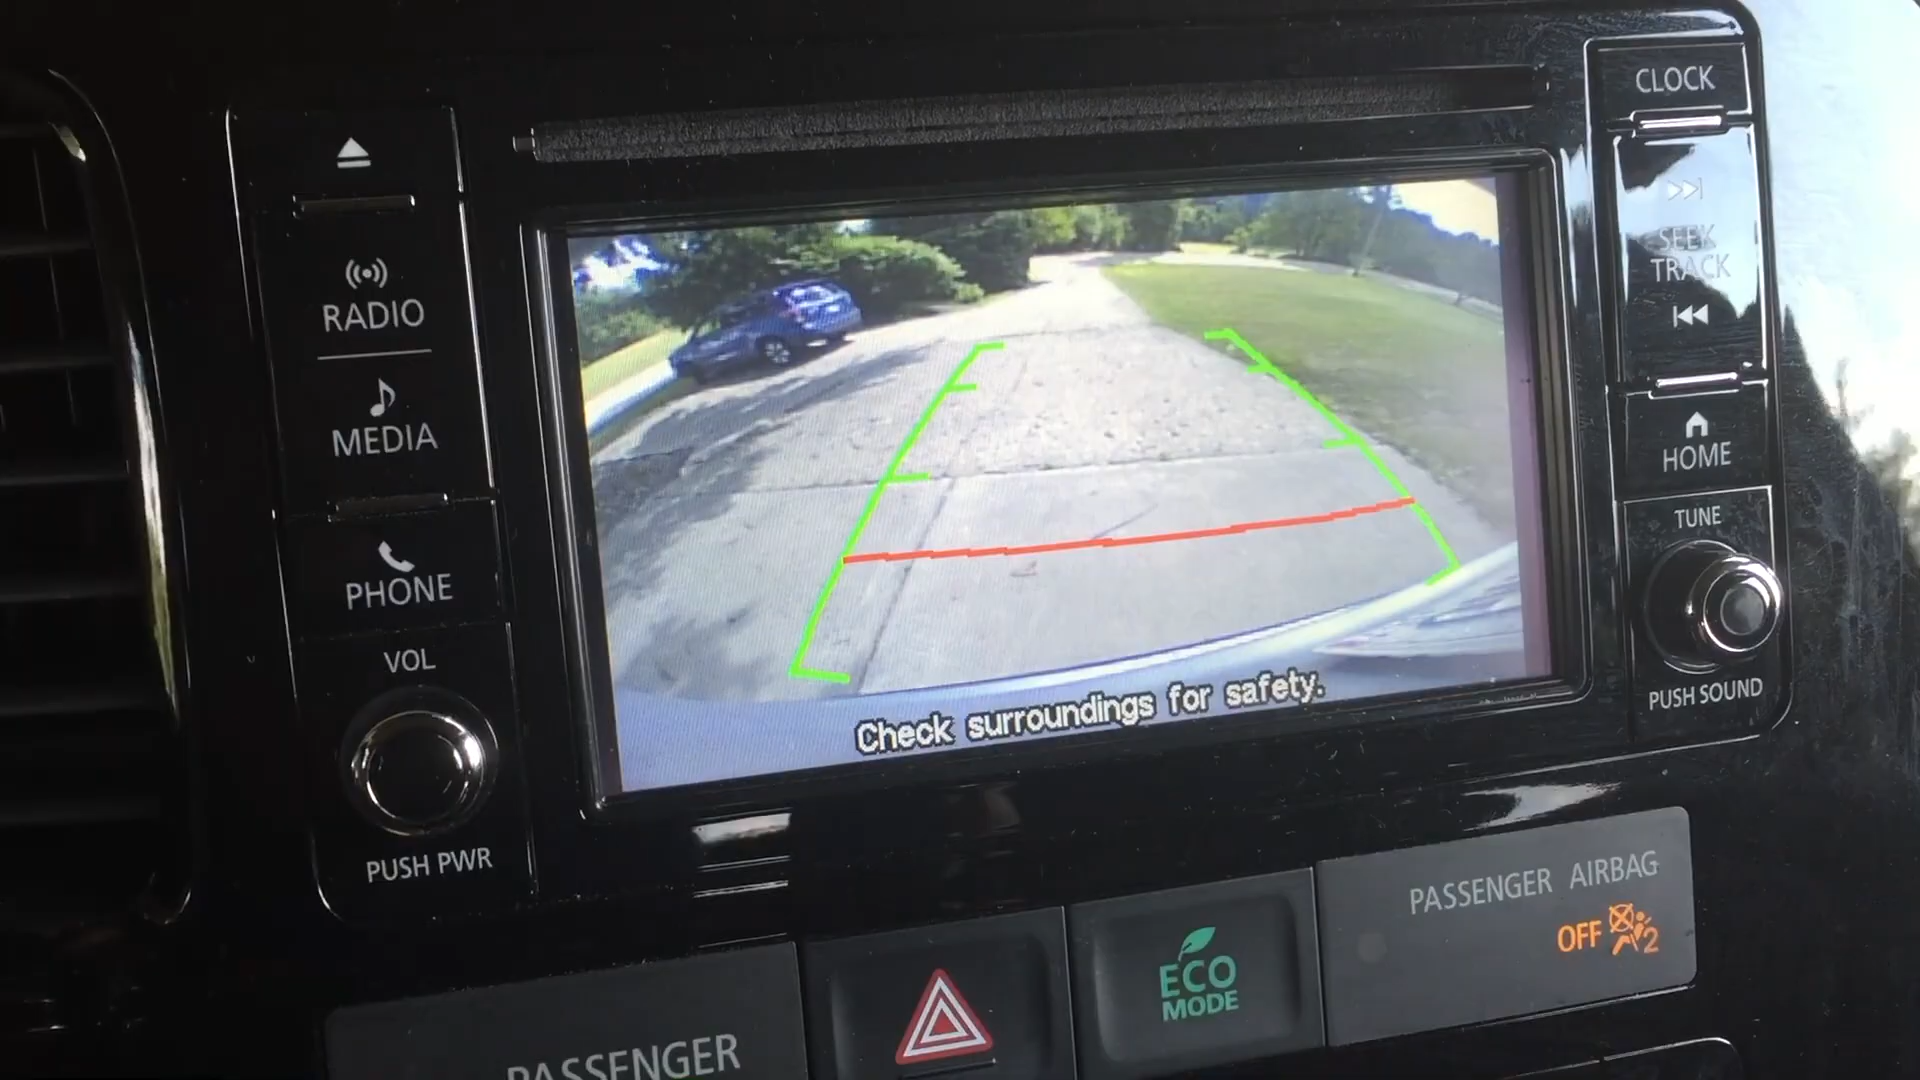 RADIO
MEDIA
PHONE
VOL
PUSH PWR
Check surroundings for safety.
CLOCK
SEEK
TRACK
HOME
TUNE
PUSH SOUND
PASSENGER AIRBAG
OFF 2
ECO
MODE
PASSENGER